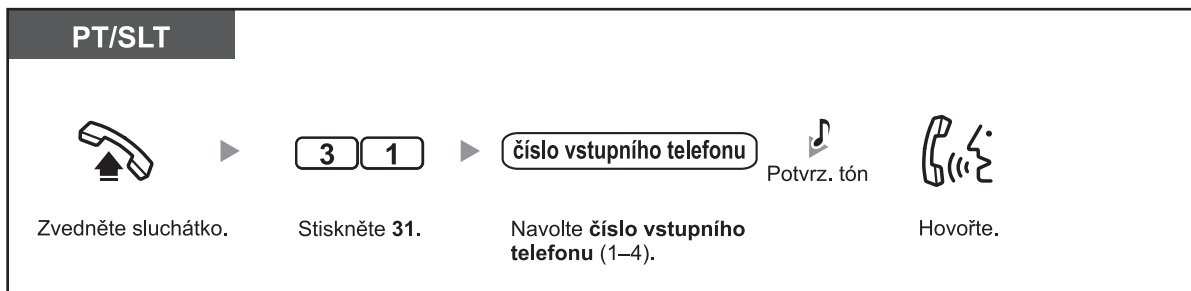 PT/SLT
3 1
číslo vstupního telefonu
Potvrz. tón
Zvedněte sluchátko.
Stiskněte 31.
Navolte číslo vstupního
telefonu (1–4).
Hovořte.